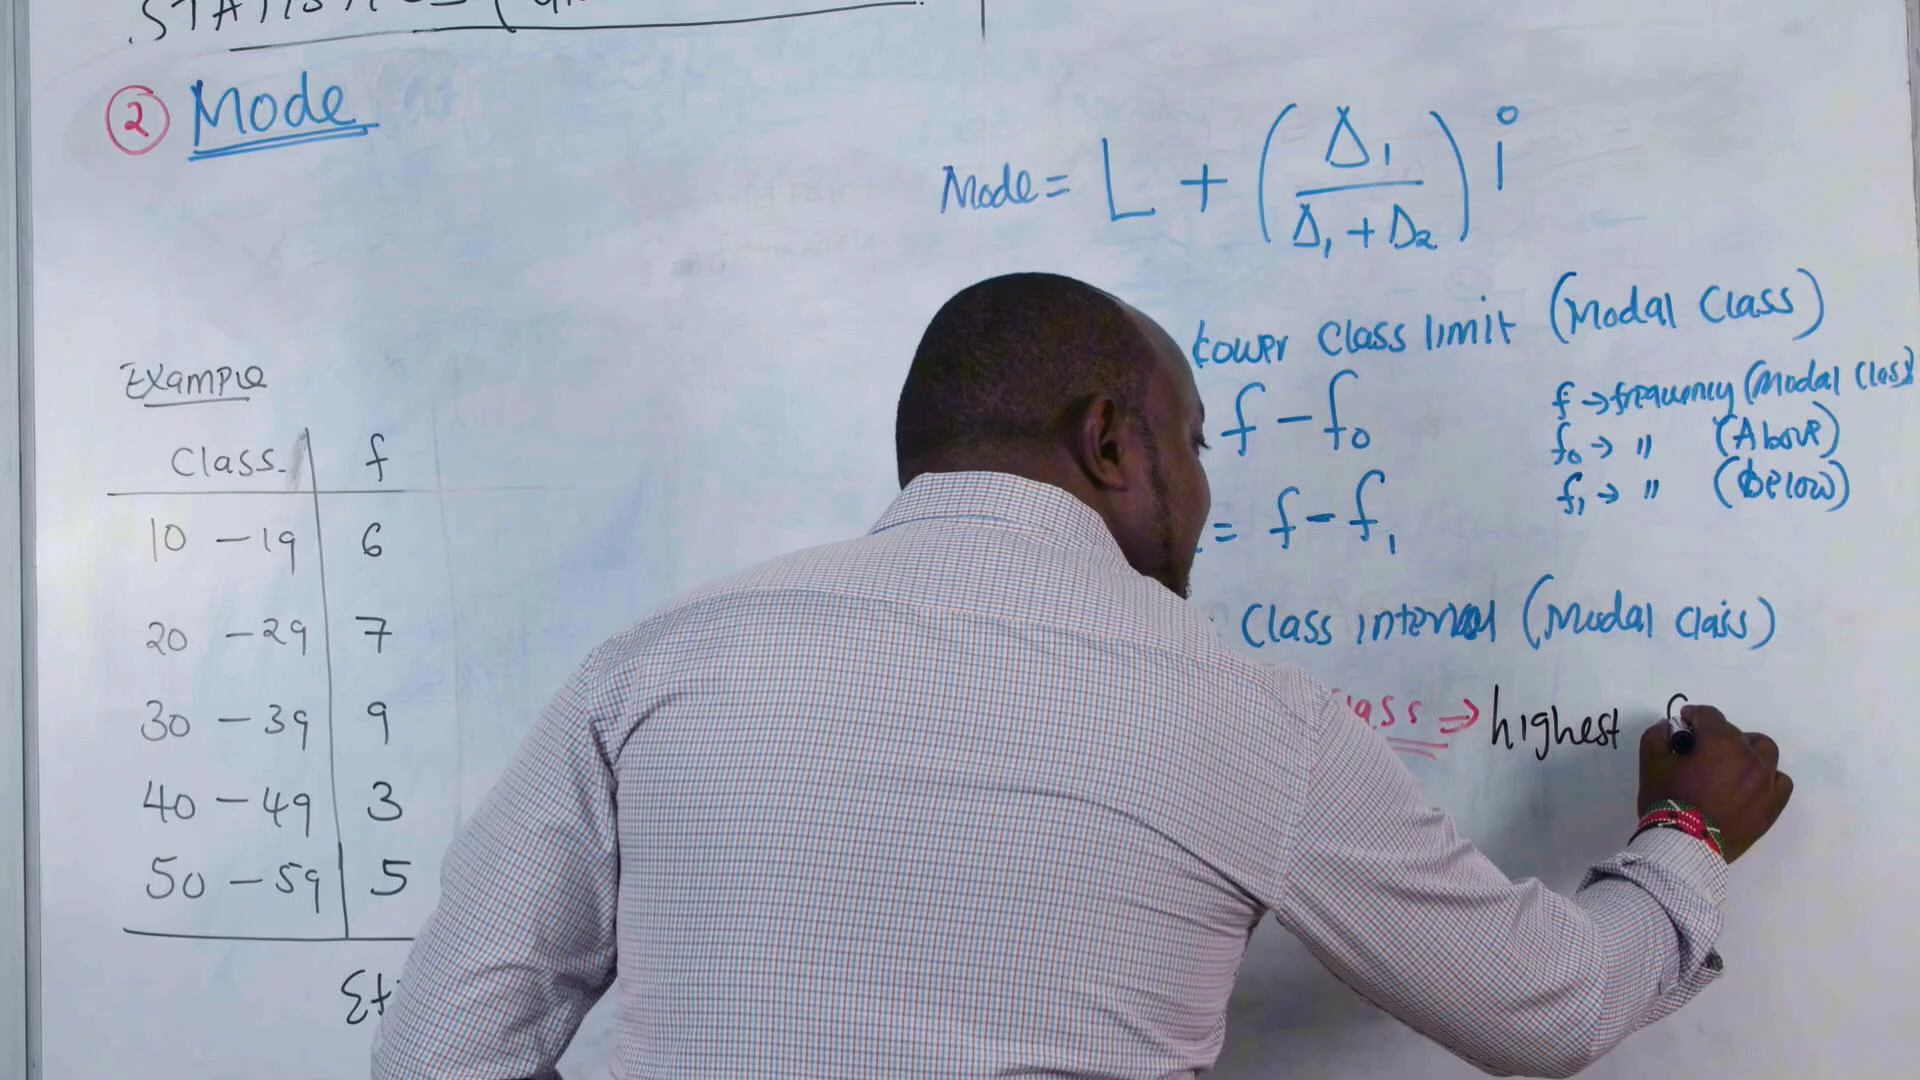 ② Mode
Mode = L + (Δ₁ / Δ₁ + Δ₂) i
Lower Class limit (Modal Class)
f - f₀
f → frequency (Modal Class)
f₀ → " (Above)
f₁ → " (Below)
= f - f₁
Class interval (Modal Class)
⇒ highest
Example
Class f
10 - 19 6
20 - 29 7
30 - 39 9
40 - 49 3
50 - 59 5
Σf